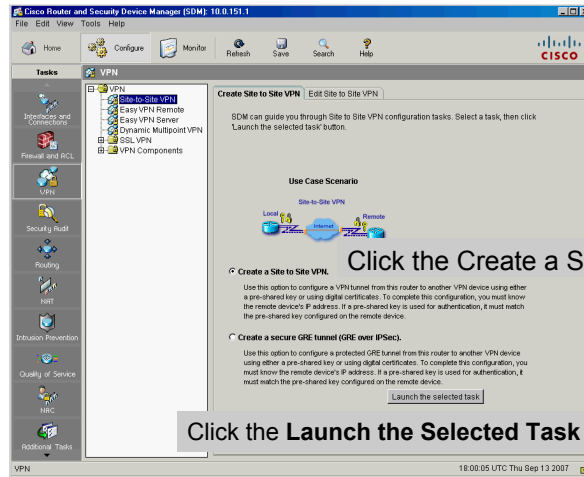 Cisco Router and Security Device Manager (SDM): 10.0.151.1
File Edit View Tools Help
Home Configure Monitor Refresh Save Search Help
CISCO
Tasks
VPN
Interfaces and Connections
Firewall and ACL
VPN
Security Audit
Routing
NAT
Intrusion Prevention
Quality of Service
NAC
Additional Tasks
VPN
Site-to-Site VPN
Easy VPN Remote
Easy VPN Server
Dynamic Multipoint VPN
SSL VPN
VPN Components
Create Site to Site VPN Edit Site to Site VPN
SDM can guide you through Site to Site VPN configuration tasks. Select a task, then click
'Launch the selected task' button.
Use Case Scenario
Site-to-Site VPN
Local
Remote
Internet
Click the Create a S
Create a Site to Site VPN.
Use this option to configure a VPN tunnel from this router to another VPN device using either
a pre-shared key or using digital certificates. To complete this configuration, you must know
the remote device's IP address. If a pre-shared key is used for authentication, it must match
the pre-shared key configured on the remote device.
Create a secure GRE tunnel (GRE over IPSec).
Use this option to configure a protected GRE tunnel from this router to another VPN device
using either a pre-shared key or using digital certificates. To complete this configuration, you
must know the remote device's IP address. If a pre-shared key is used for authentication, it
must match the pre-shared key configured on the remote device.
Launch the selected task
Click the Launch the Selected Task
VPN
18:00:05 UTC Thu Sep 13 2007